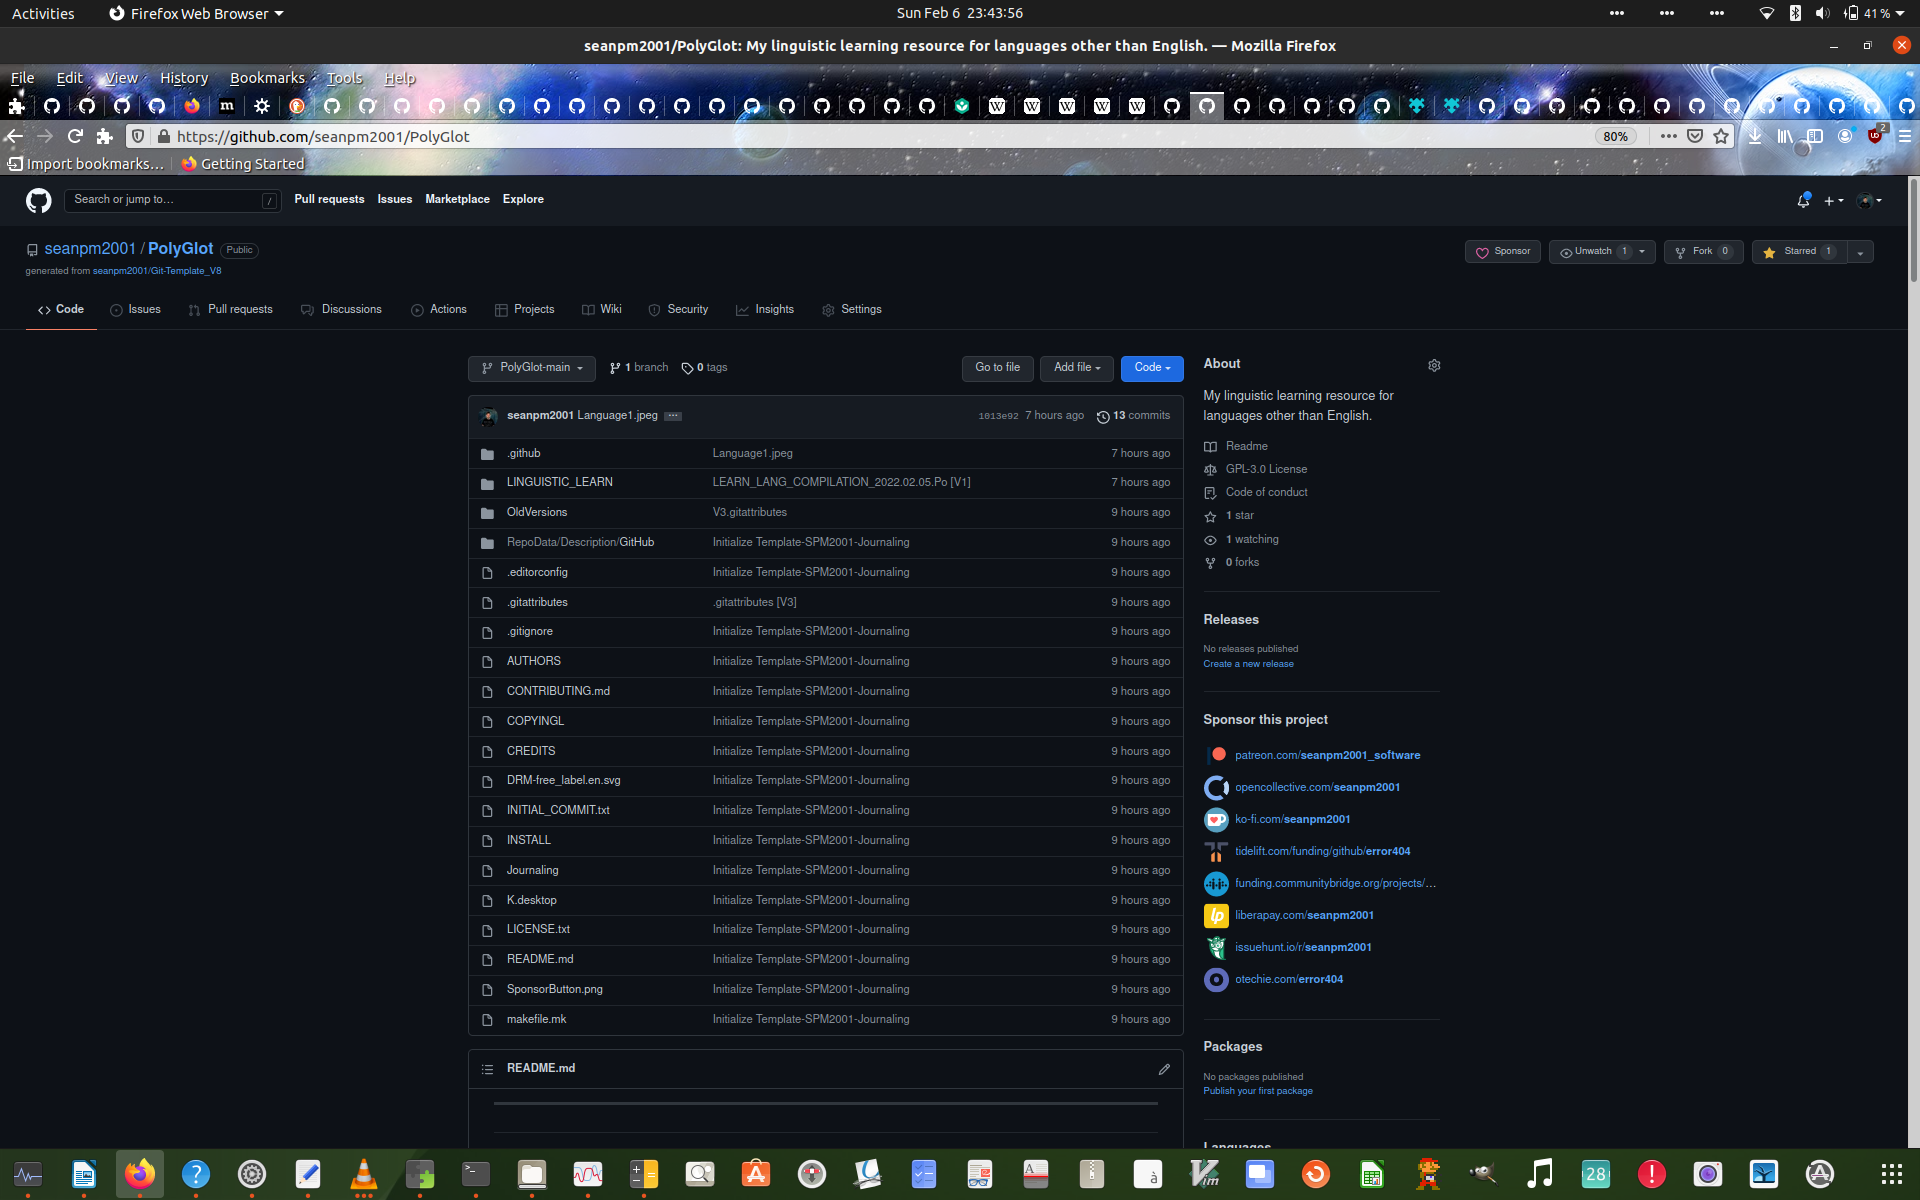 Activities Firefox Web Browser Sun Feb 6 23:43:56 41 %
seanpm2001/PolyGlot: My linguistic learning resource for languages other than English. — Mozilla Firefox
File Edit View History Bookmarks Tools Help
https://github.com/seanpm2001/PolyGlot 80% 2
Import bookmarks… Getting Started
Search or jump to… / Pull requests Issues Marketplace Explore
seanpm2001 / PolyGlot Public Sponsor Unwatch 1 Fork 0 Starred 1
generated from seanpm2001/Git-Template_V8
Code Issues Pull requests Discussions Actions Projects Wiki Security Insights Settings
PolyGlot-main 1 branch 0 tags Go to file Add file Code
seanpm2001 Language1.jpeg ... 1013e92 7 hours ago 13 commits
.github Language1.jpeg 7 hours ago
LINGUISTIC_LEARN LEARN_LANG_COMPILATION_2022.02.05.Po [V1] 7 hours ago
OldVersions V3.gitattributes 9 hours ago
RepoData/Description/GitHub Initialize Template-SPM2001-Journaling 9 hours ago
.editorconfig Initialize Template-SPM2001-Journaling 9 hours ago
.gitattributes .gitattributes [V3] 9 hours ago
.gitignore Initialize Template-SPM2001-Journaling 9 hours ago
AUTHORS Initialize Template-SPM2001-Journaling 9 hours ago
CONTRIBUTING.md Initialize Template-SPM2001-Journaling 9 hours ago
COPYINGL Initialize Template-SPM2001-Journaling 9 hours ago
CREDITS Initialize Template-SPM2001-Journaling 9 hours ago
DRM-free_label.en.svg Initialize Template-SPM2001-Journaling 9 hours ago
INITIAL_COMMIT.txt Initialize Template-SPM2001-Journaling 9 hours ago
INSTALL Initialize Template-SPM2001-Journaling 9 hours ago
Journaling Initialize Template-SPM2001-Journaling 9 hours ago
K.desktop Initialize Template-SPM2001-Journaling 9 hours ago
LICENSE.txt Initialize Template-SPM2001-Journaling 9 hours ago
README.md Initialize Template-SPM2001-Journaling 9 hours ago
SponsorButton.png Initialize Template-SPM2001-Journaling 9 hours ago
makefile.mk Initialize Template-SPM2001-Journaling 9 hours ago
README.md
About
My linguistic learning resource for
languages other than English.
Readme
GPL-3.0 License
Code of conduct
1 star
1 watching
0 forks
Releases
No releases published
Create a new release
Sponsor this project
patreon.com/seanpm2001_software
opencollective.com/seanpm2001
ko-fi.com/seanpm2001
tidelift.com/funding/github/error404
funding.communitybridge.org/projects/…
liberapay.com/seanpm2001
issuehunt.io/r/seanpm2001
otechie.com/error404
Packages
No packages published
Publish your first package
Languages
28